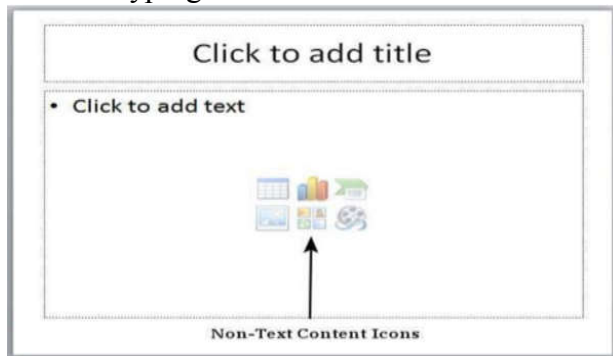 Click to add title
• Click to add text
Non-Text Content Icons